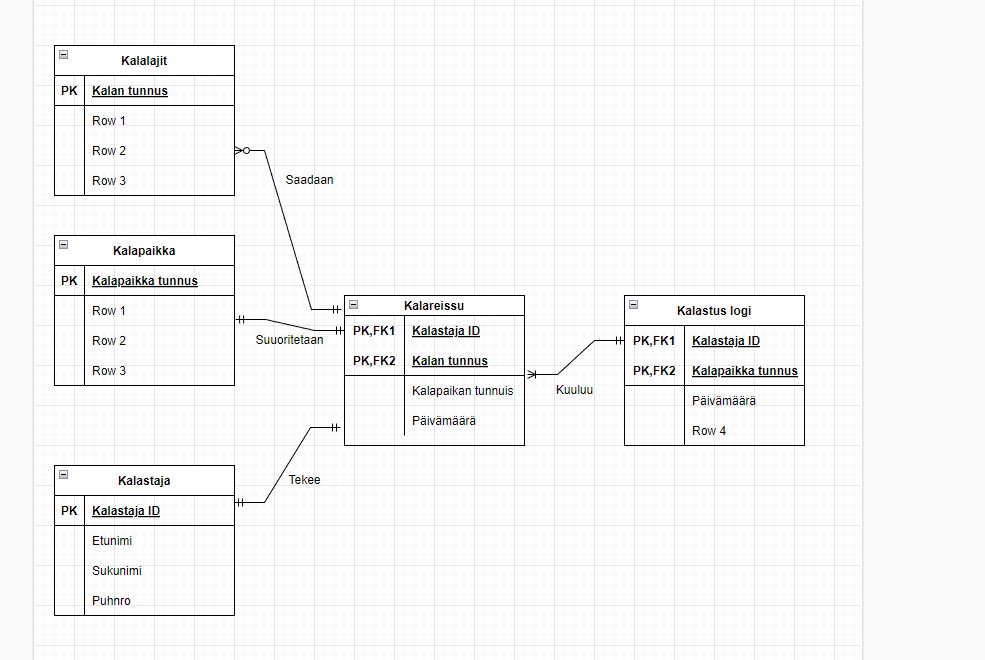 Kalalajit
PK Kalan tunnus
Row 1
Row 2
Row 3
Saadaan
Kalapaikka
PK Kalapaikka tunnus
Row 1
Row 2
Row 3
Suuoritetaan
Kalareissu
PK,FK1 Kalastaja ID
PK,FK2 Kalan tunnus
Kalapaikan tunnuis
Päivämäärä
Kuuluu
Kalastus logi
PK,FK1 Kalastaja ID
PK,FK2 Kalapaikka tunnus
Päivämäärä
Row 4
Tekee
Kalastaja
PK Kalastaja ID
Etunimi
Sukunimi
Puhnro